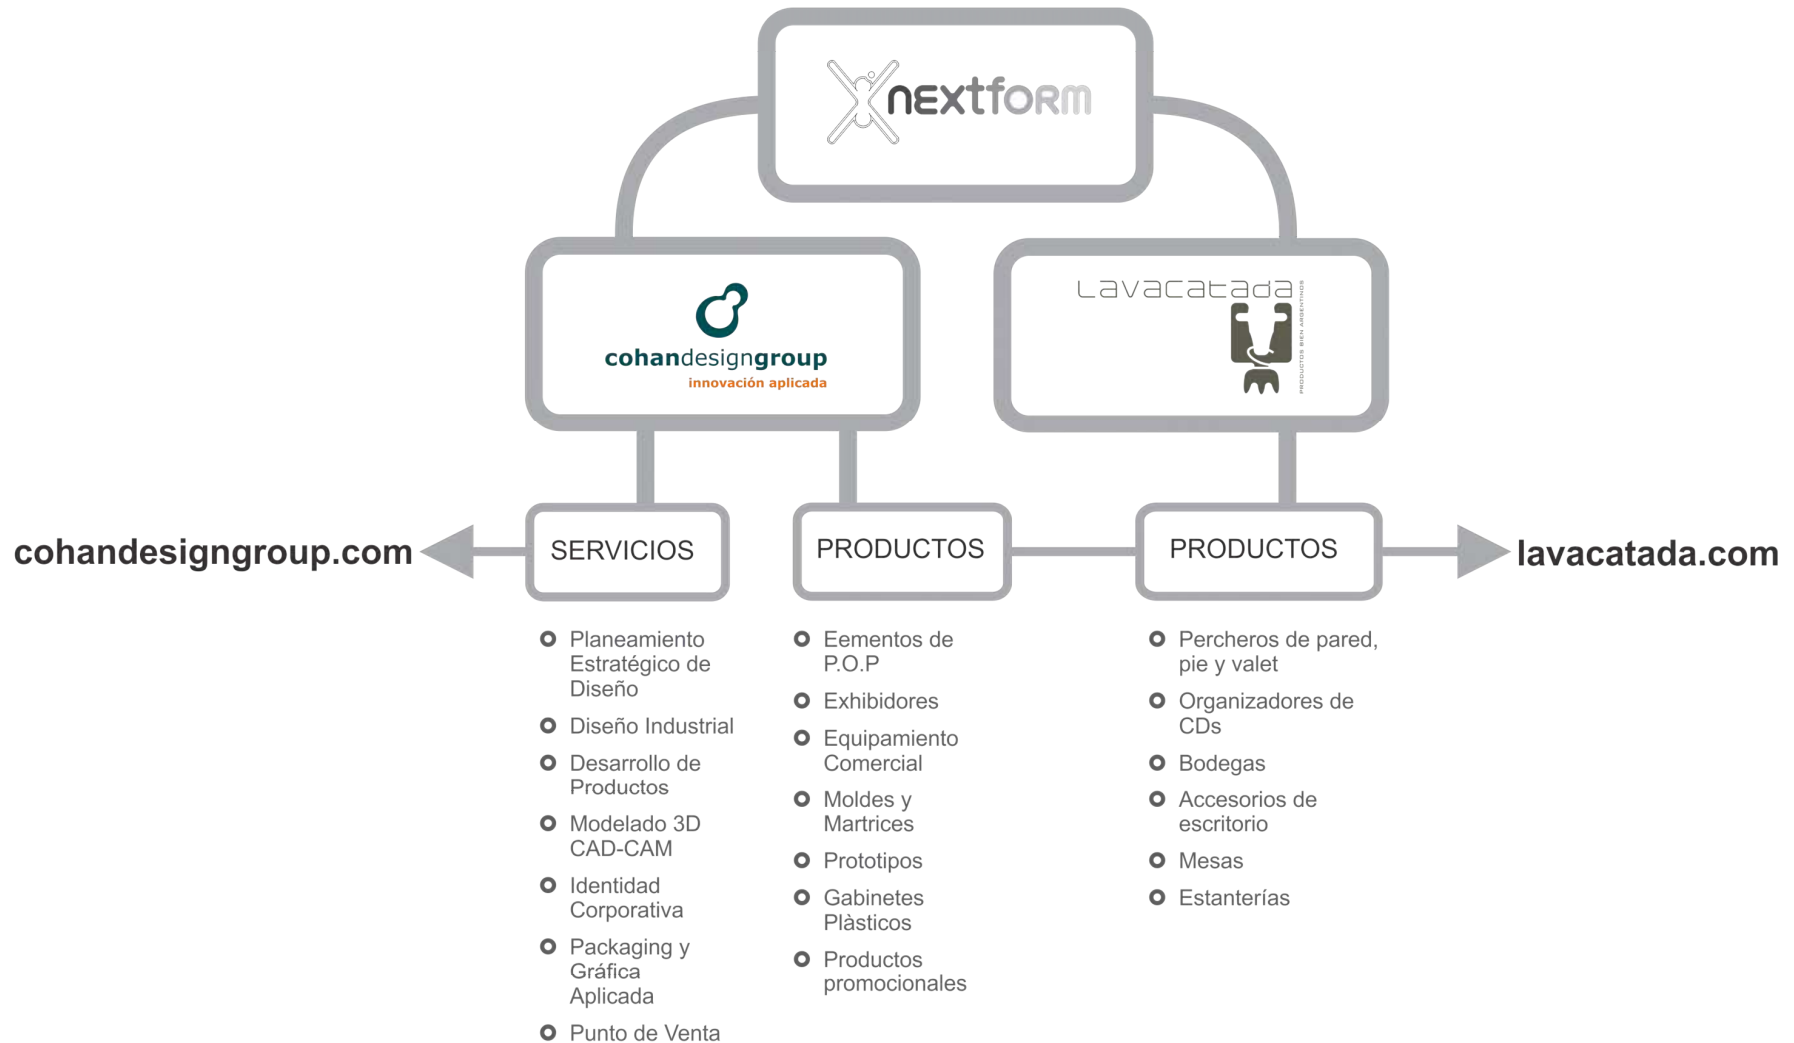 nextform
cohandesigngroup
innovación aplicada
Lavacatada
PRODUCTOS BIEN ARGENTINOS
cohandesigngroup.com
SERVICIOS
PRODUCTOS
PRODUCTOS
lavacatada.com
Planeamiento
Estratégico de
Diseño
Diseño Industrial
Desarrollo de
Productos
Modelado 3D
CAD-CAM
Identidad
Corporativa
Packaging y
Gráfica
Aplicada
Punto de Venta
Eementos de
P.O.P
Exhibidores
Equipamiento
Comercial
Moldes y
Martrices
Prototipos
Gabinetes
Plàsticos
Productos
promocionales
Percheros de pared,
pie y valet
Organizadores de
CDs
Bodegas
Accesorios de
escritorio
Mesas
Estanterías